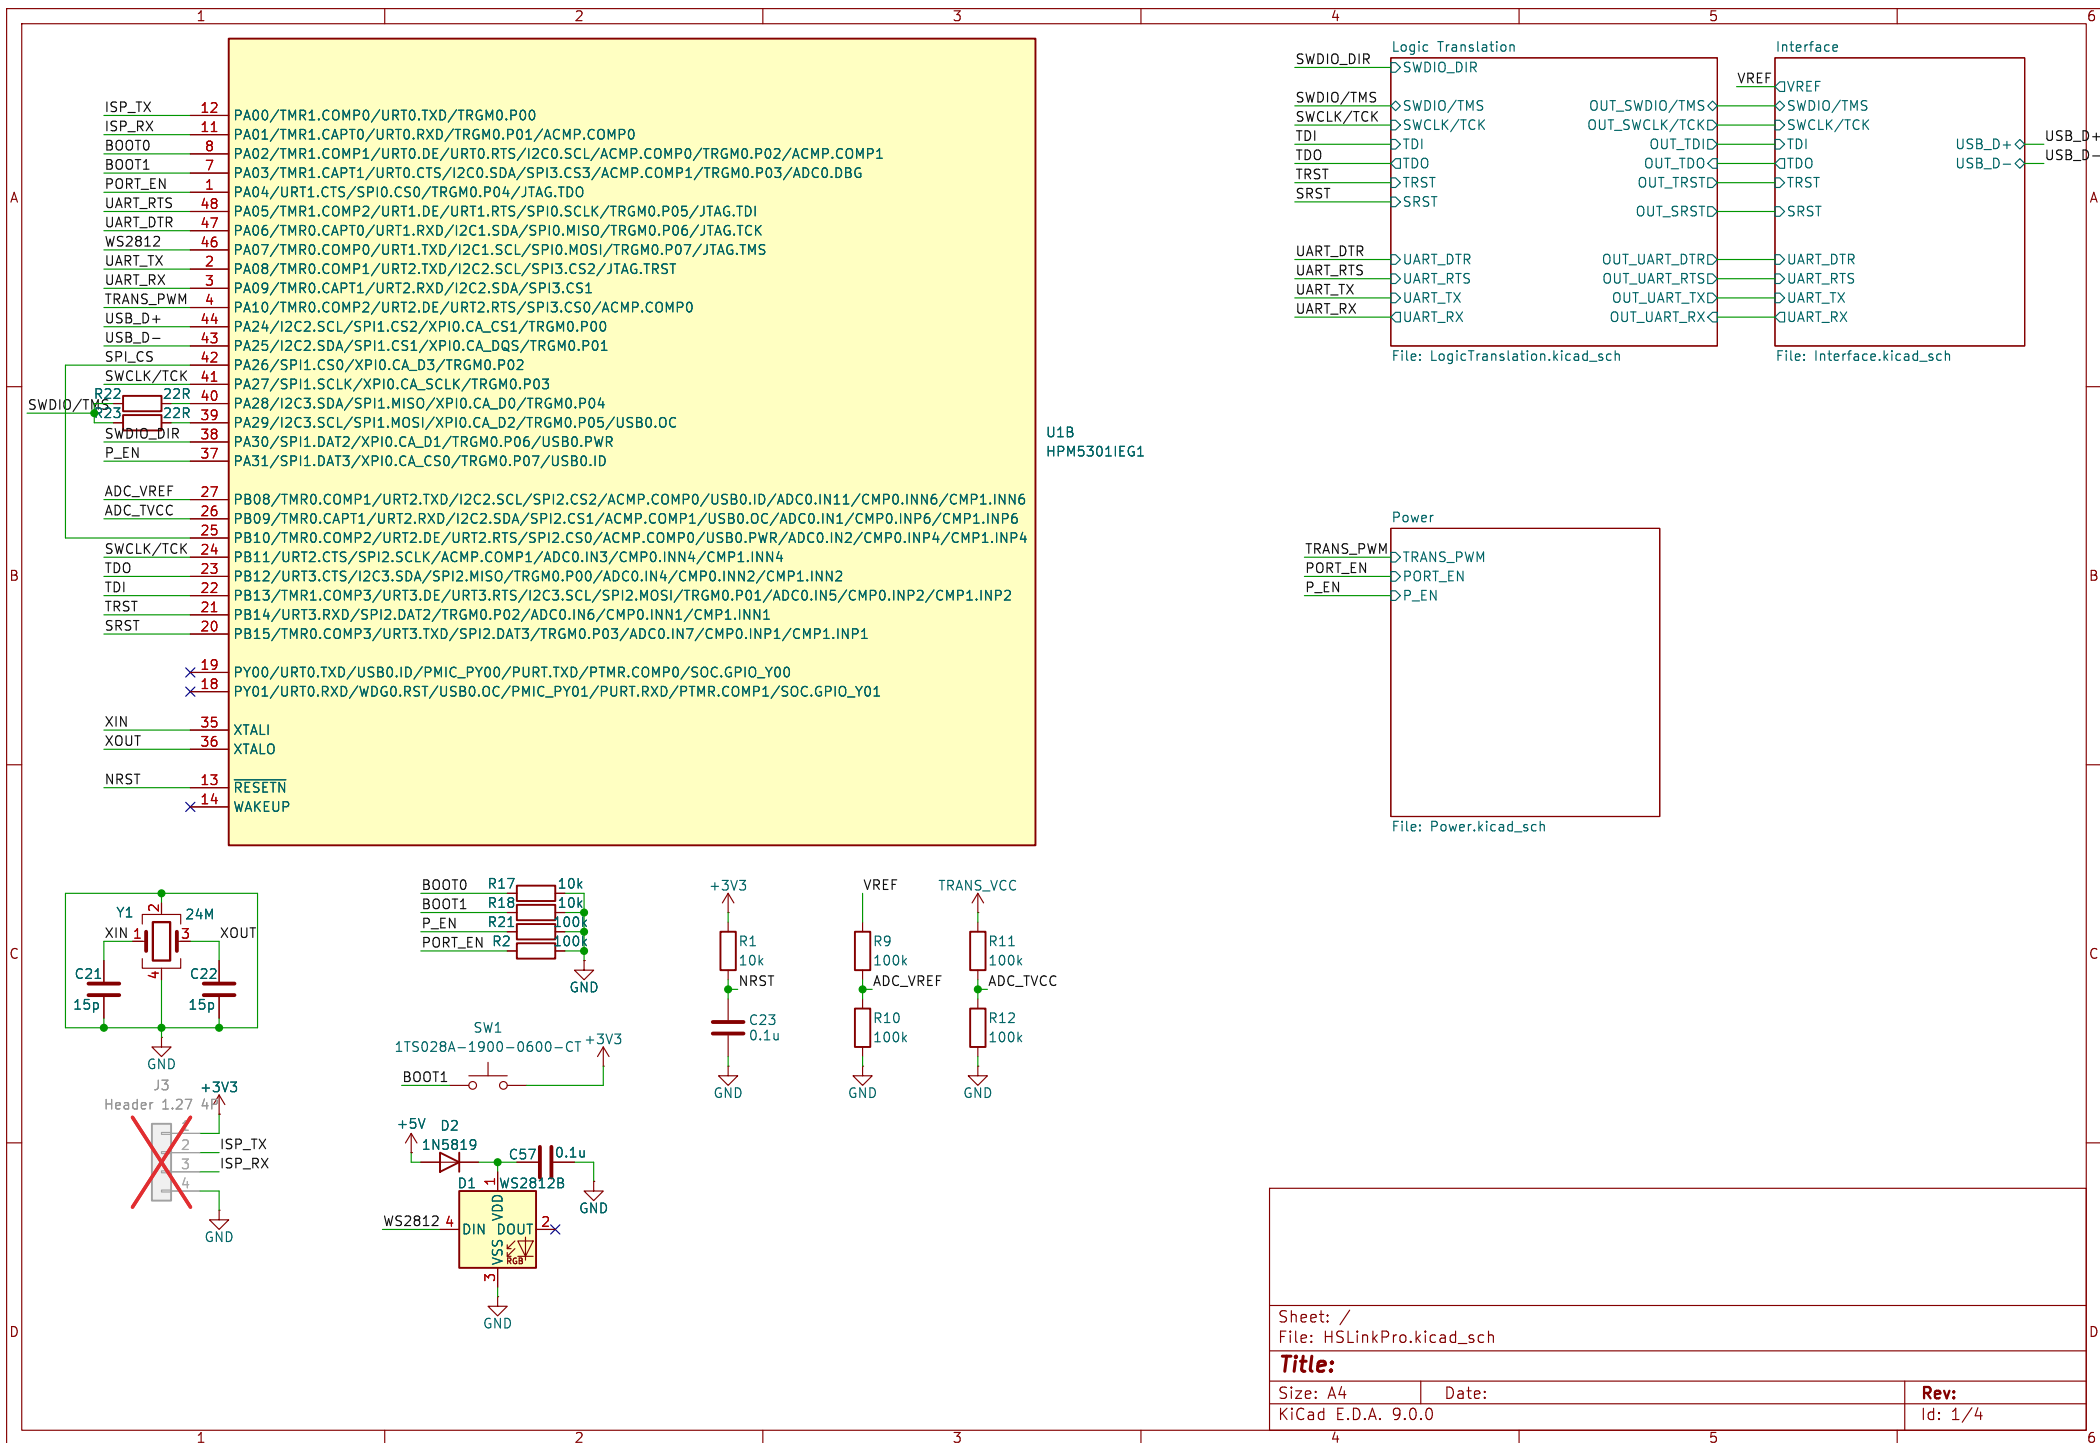 1 2 3 4 5 6
A
B
C
D
ISP_TX 12 PA00/TMR1.COMP0/URT0.TXD/TRGM0.P00
ISP_RX 11 PA01/TMR1.CAPT0/URT0.RXD/TRGM0.P01/ACMP.COMP0
BOOT0 8 PA02/TMR1.COMP1/URT0.DE/URT0.RTS/I2C0.SCL/ACMP.COMP0/TRGM0.P02/ACMP.COMP1
BOOT1 7 PA03/TMR1.CAPT1/URT0.CTS/I2C0.SDA/SPI3.CS3/ACMP.COMP1/TRGM0.P03/ADC0.DBG
PORT_EN 1 PA04/URT1.CTS/SPI0.CS0/TRGM0.P04/JTAG.TDO
UART_RTS 48 PA05/TMR1.COMP2/URT1.DE/URT1.RTS/SPI0.SCLK/TRGM0.P05/JTAG.TDI
UART_DTR 47 PA06/TMR0.CAPT0/URT1.RXD/I2C1.SDA/SPI0.MISO/TRGM0.P06/JTAG.TCK
WS2812 46 PA07/TMR0.COMP0/URT1.TXD/I2C1.SCL/SPI0.MOSI/TRGM0.P07/JTAG.TMS
UART_TX 2 PA08/TMR0.COMP1/URT2.TXD/I2C2.SCL/SPI3.CS2/JTAG.TRST
UART_RX 3 PA09/TMR0.CAPT1/URT2.RXD/I2C2.SDA/SPI3.CS1
TRANS_PWM 4 PA10/TMR0.COMP2/URT2.DE/URT2.RTS/SPI3.CS0/ACMP.COMP0
USB_D+ 44 PA24/I2C2.SCL/SPI1.CS2/XPI0.CA_CS1/TRGM0.P00
USB_D- 43 PA25/I2C2.SDA/SPI1.CS1/XPI0.CA_DQS/TRGM0.P01
SPI_CS 42 PA26/SPI1.CS0/XPI0.CA_D3/TRGM0.P02
SWCLK/TCK 41 PA27/SPI1.SCLK/XPI0.CA_SCLK/TRGM0.P03
SWDIO/TMS R22 22R 40 PA28/I2C3.SDA/SPI1.MISO/XPI0.CA_D0/TRGM0.P04
R23 22R 39 PA29/I2C3.SCL/SPI1.MOSI/XPI0.CA_D2/TRGM0.P05/USB0.OC
SWDIO_DIR 38 PA30/SPI1.DAT2/XPI0.CA_D1/TRGM0.P06/USB0.PWR
P_EN 37 PA31/SPI1.DAT3/XPI0.CA_CS0/TRGM0.P07/USB0.ID
ADC_VREF 27 PB08/TMR0.COMP1/URT2.TXD/I2C2.SCL/SPI2.CS2/ACMP.COMP0/USB0.ID/ADC0.IN11/CMP0.INN6/CMP1.INN6
ADC_TVCC 26 PB09/TMR0.CAPT1/URT2.RXD/I2C2.SDA/SPI2.CS1/ACMP.COMP1/USB0.OC/ADC0.IN1/CMP0.INP6/CMP1.INP6
25 PB10/TMR0.COMP2/URT2.DE/URT2.RTS/SPI2.CS0/ACMP.COMP0/USB0.PWR/ADC0.IN2/CMP0.INP4/CMP1.INP4
SWCLK/TCK 24 PB11/URT2.CTS/SPI2.SCLK/ACMP.COMP1/ADC0.IN3/CMP0.INN4/CMP1.INN4
TDO 23 PB12/URT3.CTS/I2C3.SDA/SPI2.MISO/TRGM0.P00/ADC0.IN4/CMP0.INN2/CMP1.INN2
TDI 22 PB13/TMR1.COMP3/URT3.DE/URT3.RTS/I2C3.SCL/SPI2.MOSI/TRGM0.P01/ADC0.IN5/CMP0.INP2/CMP1.INP2
TRST 21 PB14/URT3.RXD/SPI2.DAT2/TRGM0.P02/ADC0.IN6/CMP0.INN1/CMP1.INN1
SRST 20 PB15/TMR0.COMP3/URT3.TXD/SPI2.DAT3/TRGM0.P03/ADC0.IN7/CMP0.INP1/CMP1.INP1
19 PY00/URT0.TXD/USB0.ID/PMIC_PY00/PURT.TXD/PTMR.COMP0/SOC.GPIO_Y00
18 PY01/URT0.RXD/WDG0.RST/USB0.OC/PMIC_PY01/PURT.RXD/PTMR.COMP1/SOC.GPIO_Y01
XIN 35 XTALI
XOUT 36 XTALO
NRST 13 RESETN
14 WAKEUP
U1B
HPM5301IEG1
Logic Translation
SWDIO_DIR SWDIO_DIR
SWDIO/TMS SWDIO/TMS OUT_SWDIO/TMS
SWCLK/TCK SWCLK/TCK OUT_SWCLK/TCK
TDI TDI OUT_TDI
TDO TDO OUT_TDO
TRST TRST OUT_TRST
SRST SRST OUT_SRST
UART_DTR UART_DTR OUT_UART_DTR
UART_RTS UART_RTS OUT_UART_RTS
UART_TX UART_TX OUT_UART_TX
UART_RX UART_RX OUT_UART_RX
File: LogicTranslation.kicad_sch
Interface
VREF VREF
SWDIO/TMS
SWCLK/TCK
TDI USB_D+ USB_D+
TDO USB_D- USB_D-
TRST
SRST
UART_DTR
UART_RTS
UART_TX
UART_RX
File: Interface.kicad_sch
Power
TRANS_PWM TRANS_PWM
PORT_EN PORT_EN
P_EN P_EN
File: Power.kicad_sch
Y1 2 24M
XIN 1 3 XOUT
4
C21 C22
15p 15p
GND
J3 +3V3
Header 1.27 4P
1
2 ISP_TX
3 ISP_RX
4
GND
BOOT0 R17 10k
BOOT1 R18 10k
P_EN R21 100k
PORT_EN R2 100k
GND
SW1
1TS028A-1900-0600-CT +3V3
BOOT1
+5V D2
1N5819 C57 0.1u
D1 1 WS2812B
GND
WS2812 4 DIN DOUT 2
VDD
VSS
RGB
3
GND
+3V3
R1
10k
NRST
C23
0.1u
GND
VREF
R9
100k
ADC_VREF
R10
100k
GND
TRANS_VCC
R11
100k
ADC_TVCC
R12
100k
GND
Sheet: /
File: HSLinkPro.kicad_sch
Title:
Size: A4 Date: Rev:
KiCad E.D.A. 9.0.0 Id: 1/4
A
B
C
D
1 2 3 4 5 6